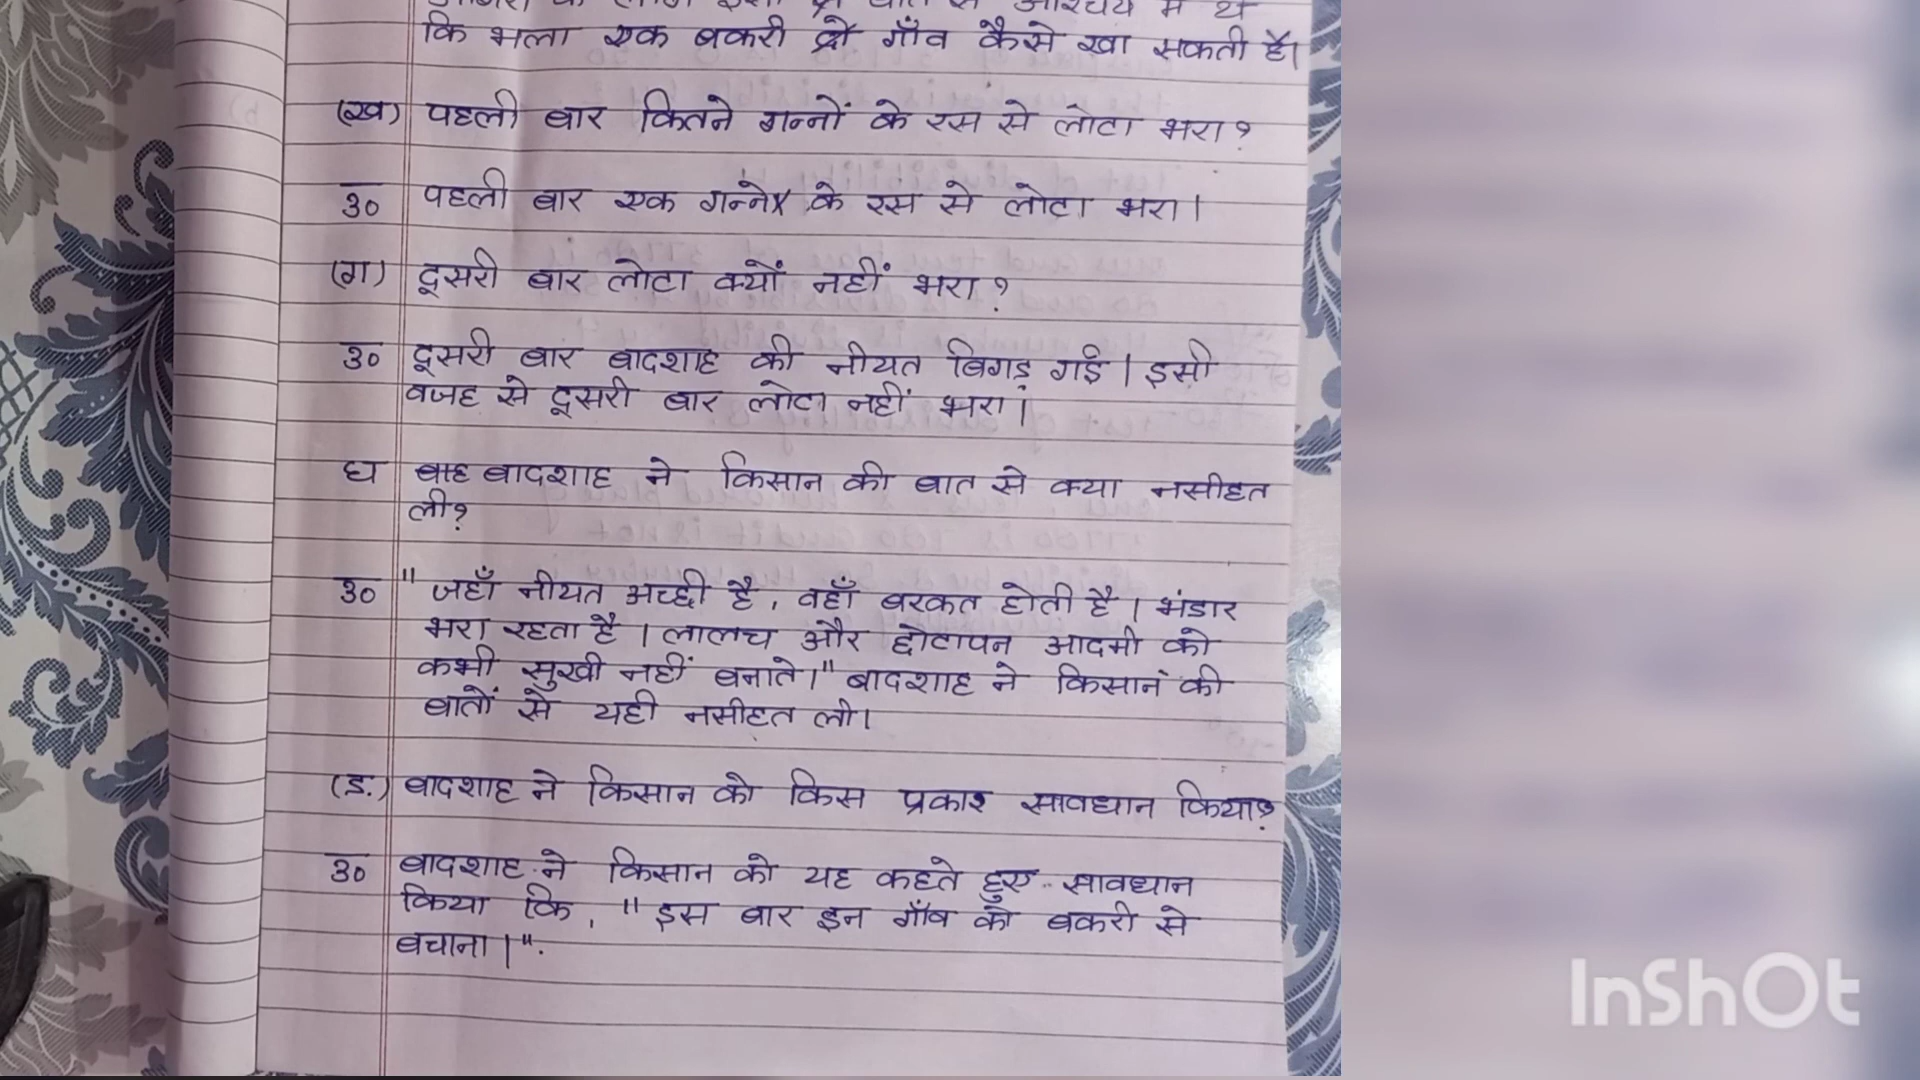 कि भला एक बकरी दो गाँव कैसे खा सकती है।
(ख) पहली बार कितने गन्नों के रस से लोटा भरा?
उ० पहली बार एक गन्ने के रस से लोटा भरा।
(ग) दूसरी बार लोटा क्यों नहीं भरा?
उ० दूसरी बार बादशाह की नीयत बिगड़ गई। इसी
वजह से दूसरी बार लोटा नहीं भरा।
घ बादशाह ने किसान की बात से क्या नसीहत
ली?
उ० "जहाँ नीयत अच्छी है, वहाँ बरकत होती है। भंडार
भरा रहता है। लालच और छोटापन आदमी को
कभी सुखी नहीं बनाते।" बादशाह ने किसान की
बातों से यही नसीहत ली।
(ड.) बादशाह ने किसान को किस प्रकार सावधान किया?
उ० बादशाह ने किसान को यह कहते हुए सावधान
किया कि, "इस बार इन गाँव को बकरी से
बचाना।"
InShOt